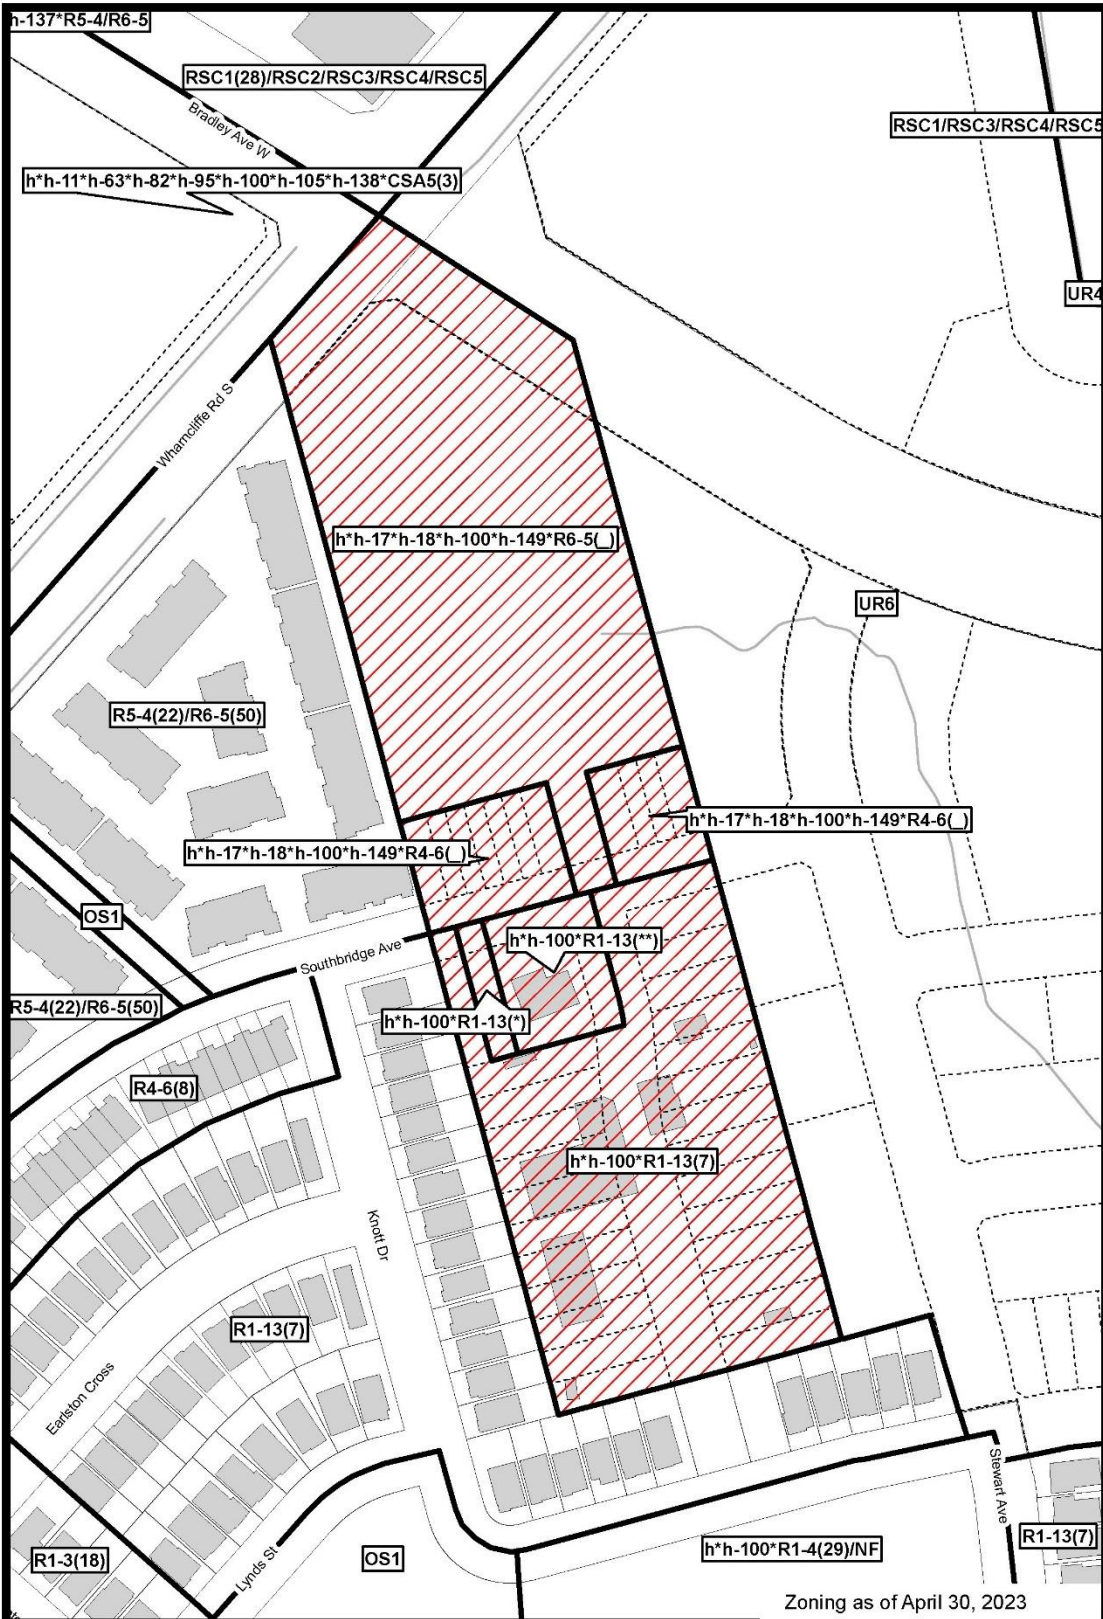 h-137*R5-4/R6-5
RSC1(28)/RSC2/RSC3/RSC4/RSC5
Bradley Ave W
RSC1/RSC3/RSC4/RSC5
h*h-11*h-63*h-82*h-95*h-100*h-105*h-138*CSA5(3)
UR4
Wharncliffe Rd S
h*h-17*h-18*h-100*h-149*R6-5(_)
UR6
R5-4(22)/R6-5(50)
h*h-17*h-18*h-100*h-149*R4-6(_)
h*h-17*h-18*h-100*h-149*R4-6(_)
OS1
Southbridge Ave
h*h-100*R1-13(**)
R5-4(22)/R6-5(50)
h*h-100*R1-13(*)
R4-6(8)
h*h-100*R1-13(7)
Knott Dr
R1-13(7)
Earlston Cross
Stewart Ave
R1-13(7)
h*h-100*R1-4(29)/NF
OS1
R1-3(18)
Lynds St
Zoning as of April 30, 2023